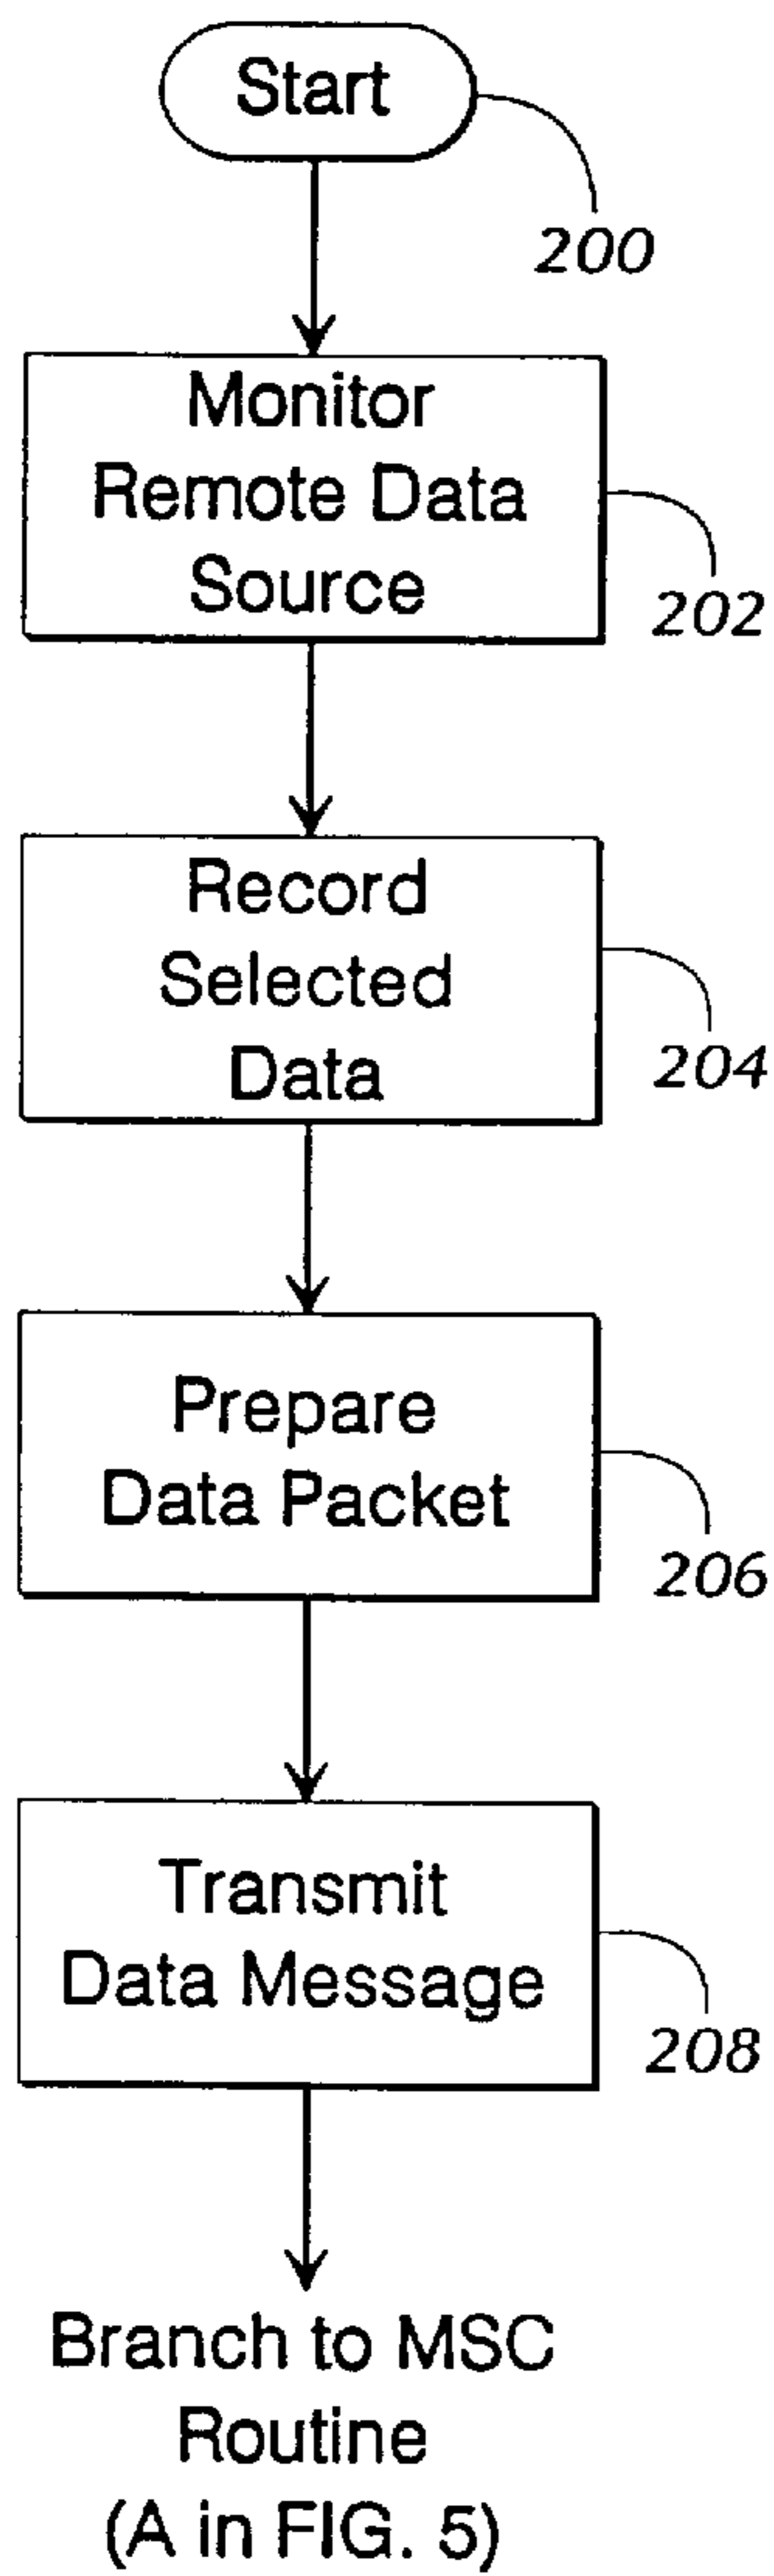 Start
200
Monitor
Remote Data
Source
202
Record
Selected
Data
204
Prepare
Data Packet
206
Transmit
Data Message
208
Branch to MSC
Routine
(A in FIG. 5)